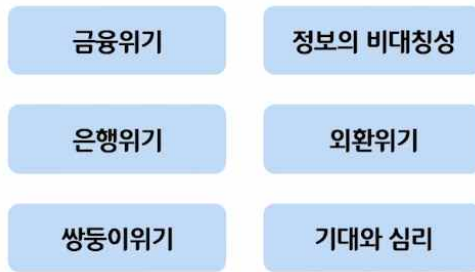 금융위기
정보의 비대칭성
은행위기
외환위기
쌍둥이위기
기대와 심리